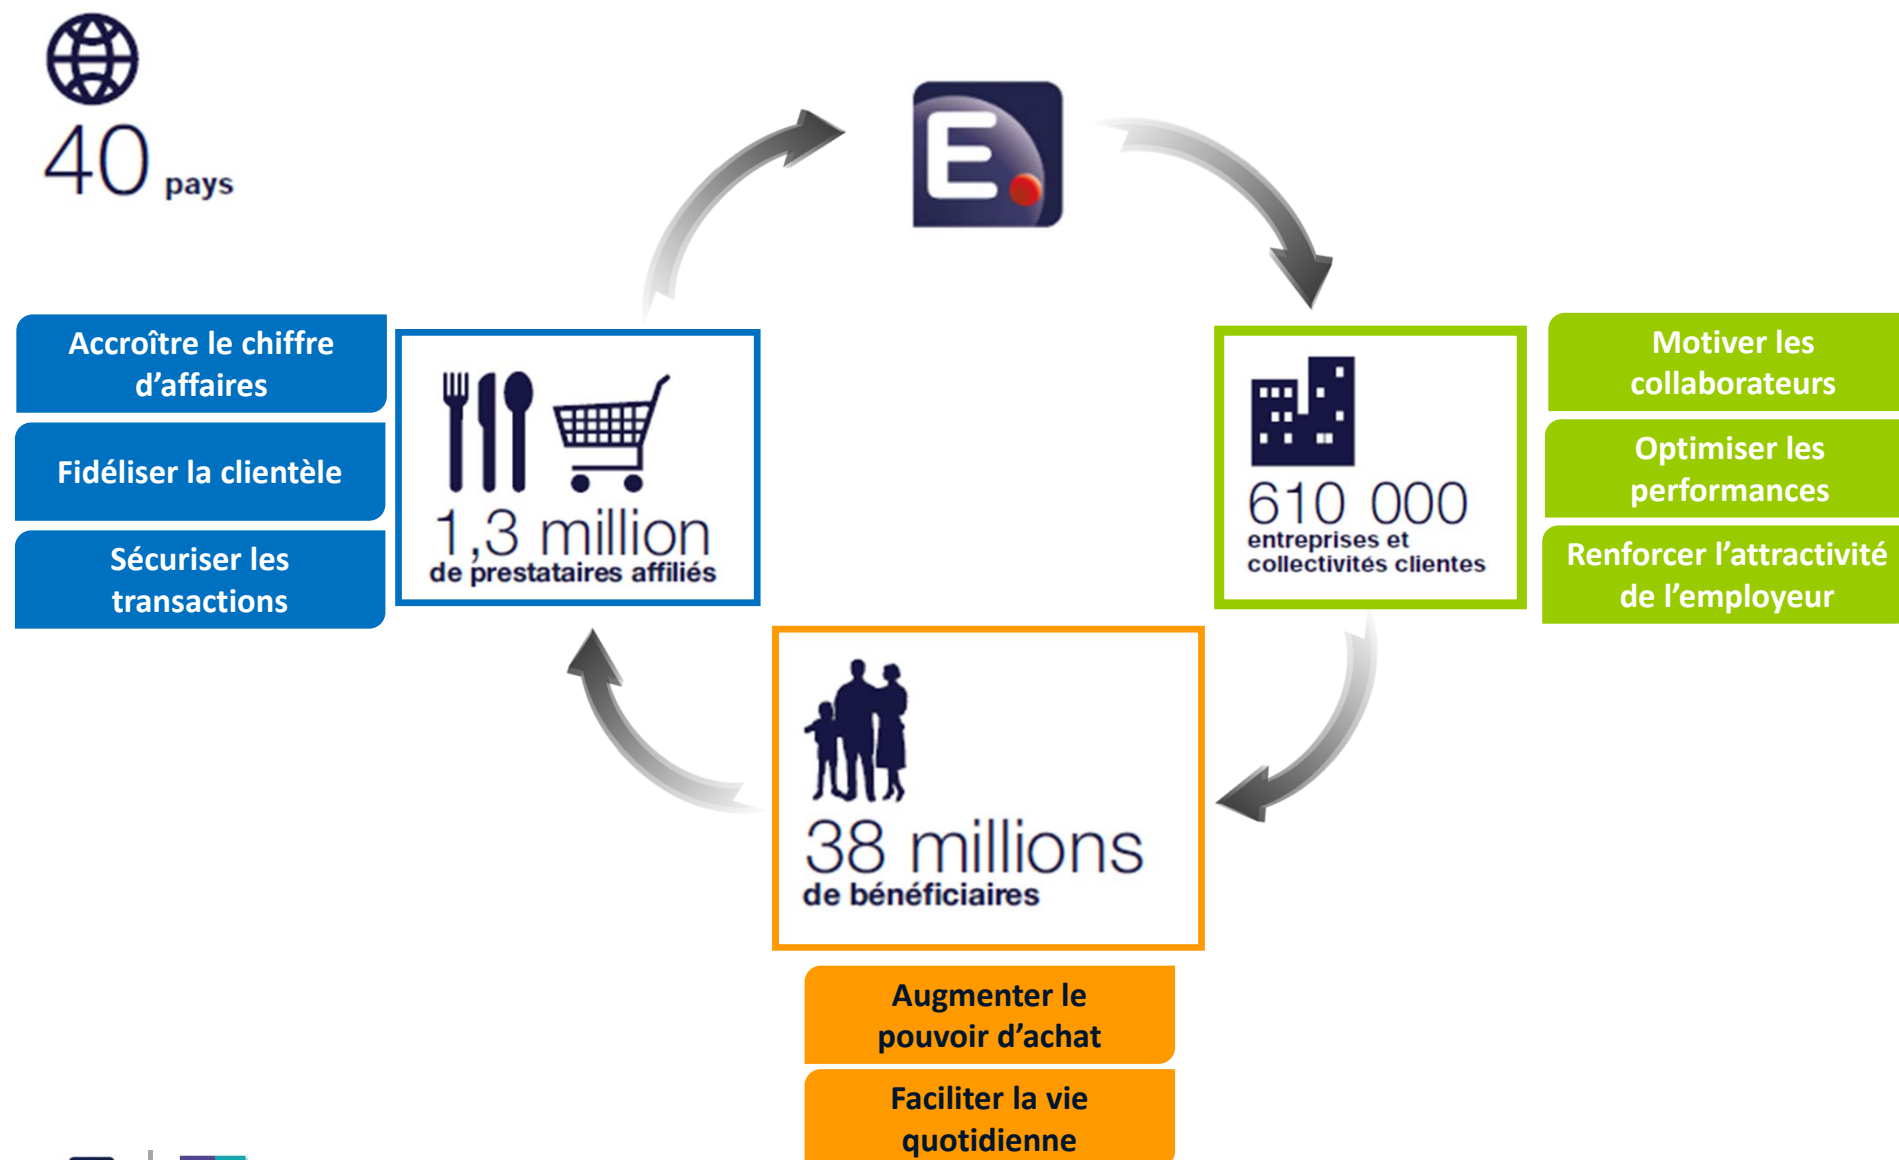 40 pays
E.
Accroître le chiffre
d’affaires
Fidéliser la clientèle
Sécuriser les
transactions
1,3 million
de prestataires affiliés
610 000
entreprises et
collectivités clientes
Motiver les
collaborateurs
Optimiser les
performances
Renforcer l’attractivité
de l’employeur
38 millions
de bénéficiaires
Augmenter le
pouvoir d’achat
Faciliter la vie
quotidienne